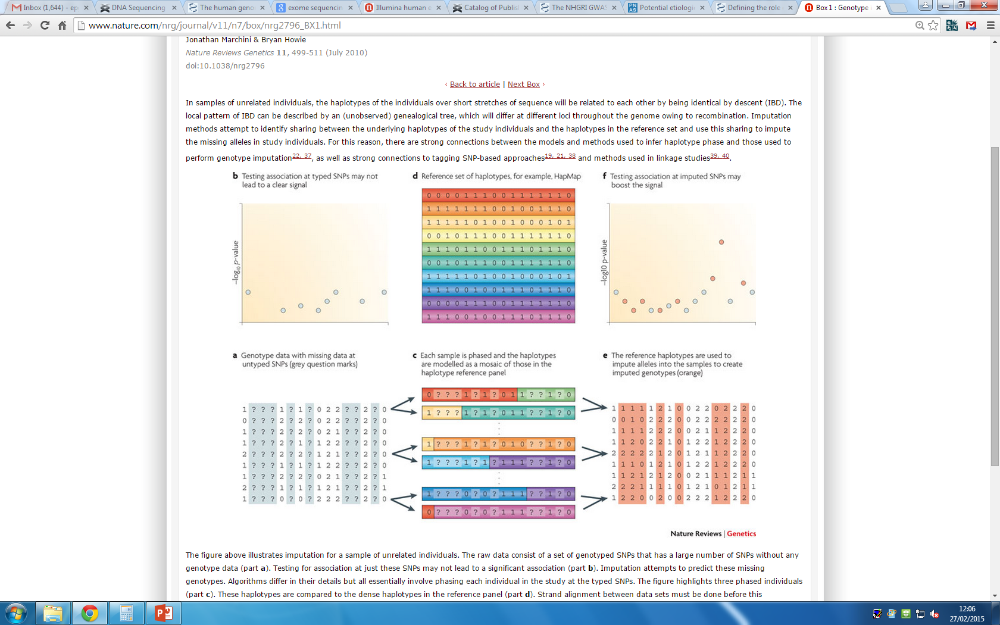 Inbox (1,644) - ep
DNA Sequencing
The human geno
exome sequencin
Illumina human e
Catalog of Publis
The NHGRI GWAS
Potential etiologi
Defining the role
Box 1 : Genotype i
www.nature.com/nrg/journal/v11/n7/box/nrg2796_BX1.html
Jonathan Marchini & Bryan Howie
Nature Reviews Genetics 11, 499-511 (July 2010)
doi:10.1038/nrg2796
‹ Back to article | Next Box ›
In samples of unrelated individuals, the haplotypes of the individuals over short stretches of sequence will be related to each other by being identical by descent (IBD). The
local pattern of IBD can be described by an (unobserved) genealogical tree, which will differ at different loci throughout the genome owing to recombination. Imputation
methods attempt to identify sharing between the underlying haplotypes of the study individuals and the haplotypes in the reference set and use this sharing to impute
the missing alleles in study individuals. For this reason, there are strong connections between the models and methods used to infer haplotype phase and those used to
perform genotype imputation22, 37, as well as strong connections to tagging SNP-based approaches19, 21, 38 and methods used in linkage studies39, 40.
b Testing association at typed SNPs may not
lead to a clear signal
–log10 p-value
d Reference set of haplotypes, for example, HapMap
0 0 0 0 1 1 1 0 0 1 1 1 1 1 1 0
1 1 1 1 1 1 1 0 0 1 0 0 1 1 1 0
1 1 1 1 1 0 1 0 0 1 0 0 0 1 0 1
0 0 1 0 1 1 1 0 0 1 1 1 1 1 1 0
1 1 1 0 1 1 0 0 1 1 1 0 1 1 1 0
0 0 1 0 1 1 1 0 0 1 1 1 1 1 1 0
1 1 1 1 1 0 1 0 0 1 0 0 0 1 0 1
1 1 1 0 0 1 0 0 1 1 1 0 1 1 1 0
0 0 0 0 1 1 1 0 0 1 1 1 1 1 1 0
1 1 1 0 0 1 0 0 1 1 1 0 1 1 1 0
f Testing association at imputed SNPs may
boost the signal
–log10 p-value
a Genotype data with missing data at
untyped SNPs (grey question marks)
1 ? ? ? 1 ? 1 ? 0 2 2 ? ? 2 ? 0
0 ? ? ? 2 ? 2 ? 0 2 2 ? ? 2 ? 0
1 ? ? ? 2 ? 2 ? 0 2 1 ? ? 2 ? 0
1 ? ? ? 2 ? 1 ? 1 2 2 ? ? 2 ? 0
2 ? ? ? 2 ? 2 ? 1 2 1 ? ? 2 ? 0
1 ? ? ? 1 ? 1 ? 1 2 2 ? ? 2 ? 0
1 ? ? ? 2 ? 2 ? 0 2 1 ? ? 2 ? 1
2 ? ? ? 1 ? 1 ? 1 2 1 ? ? 2 ? 1
1 ? ? ? 0 ? 0 ? 2 2 2 ? ? 2 ? 0
c Each sample is phased and the haplotypes
are modelled as a mosaic of those in the
haplotype reference panel
0 ? ? ? 1 ? 1 ? 0 1 1 ? ? 1 ? 0
1 ? ? ? 1 ? 1 ? 0 1 1 ? ? 1 ? 0
1 ? ? ? 1 ? 1 ? 0 1 0 ? ? 1 ? 0
1 ? ? ? 1 ? 1 ? 1 1 1 ? ? 1 ? 0
1 ? ? ? 0 ? 0 ? 1 1 1 ? ? 1 ? 0
0 ? ? ? 0 ? 0 ? 1 1 1 ? ? 1 ? 0
e The reference haplotypes are used to
impute alleles into the samples to create
imputed genotypes (orange)
1 1 1 1 1 2 1 0 0 2 2 0 2 2 2 0
0 0 1 0 2 2 2 0 0 2 2 2 2 2 2 0
1 1 1 1 2 2 2 0 0 2 1 1 2 2 2 0
1 1 2 0 2 2 1 0 1 2 2 1 2 2 2 0
2 2 2 2 2 1 2 0 1 2 1 1 2 2 2 0
1 1 1 0 1 2 1 0 1 2 2 1 2 2 2 0
1 1 2 1 2 1 2 0 0 2 1 1 1 2 1 1
2 2 2 1 1 1 1 0 1 2 1 0 1 2 1 1
1 2 2 0 0 2 0 0 2 2 2 1 2 2 2 0
Nature Reviews | Genetics
The figure above illustrates imputation for a sample of unrelated individuals. The raw data consist of a set of genotyped SNPs that has a large number of SNPs without any
genotype data (part a). Testing for association at just these SNPs may not lead to a significant association (part b). Imputation attempts to predict these missing
genotypes. Algorithms differ in their details but all essentially involve phasing each individual in the study at the typed SNPs. The figure highlights three phased individuals
(part c). These haplotypes are compared to the dense haplotypes in the reference panel (part d). Strand alignment between data sets must be done before this
12:06
27/02/2015